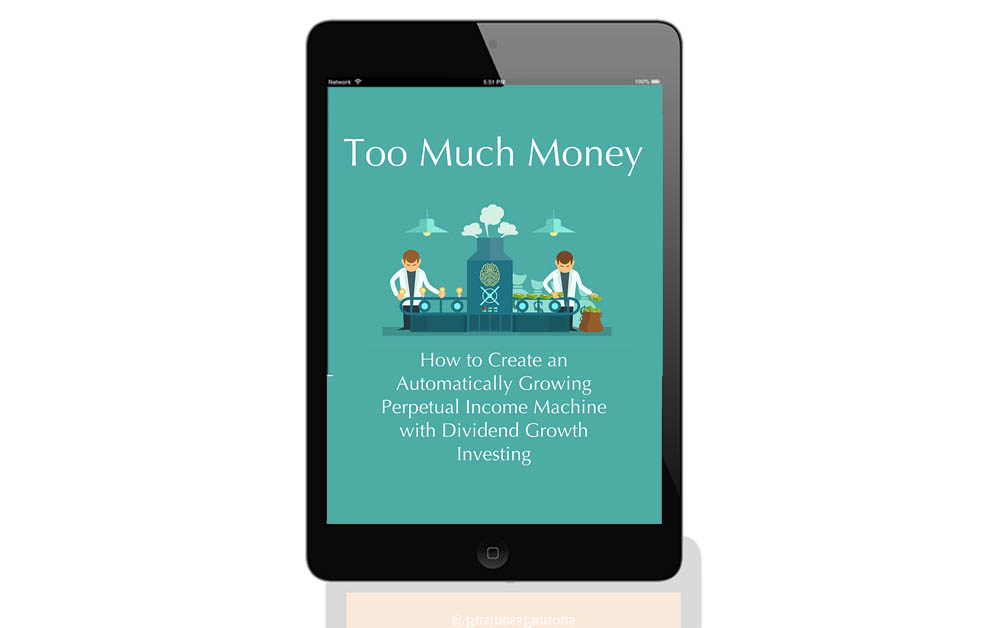 Network 5:51 PM 100%
Too Much Money
How to Create an
Automatically Growing
Perpetual Income Machine
with Dividend Growth
Investing
@BusinessFamous